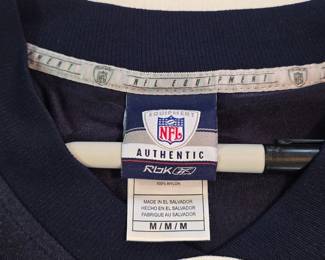 MENT
NFL EQUIPMENT
EQUIPMENT
NFL
AUTHENTIC
Rbk
100% NYLON
MADE IN EL SALVADOR
HECHO EN EL SALVADOR
FABRIQUE AU SALVADOR
M/M/M